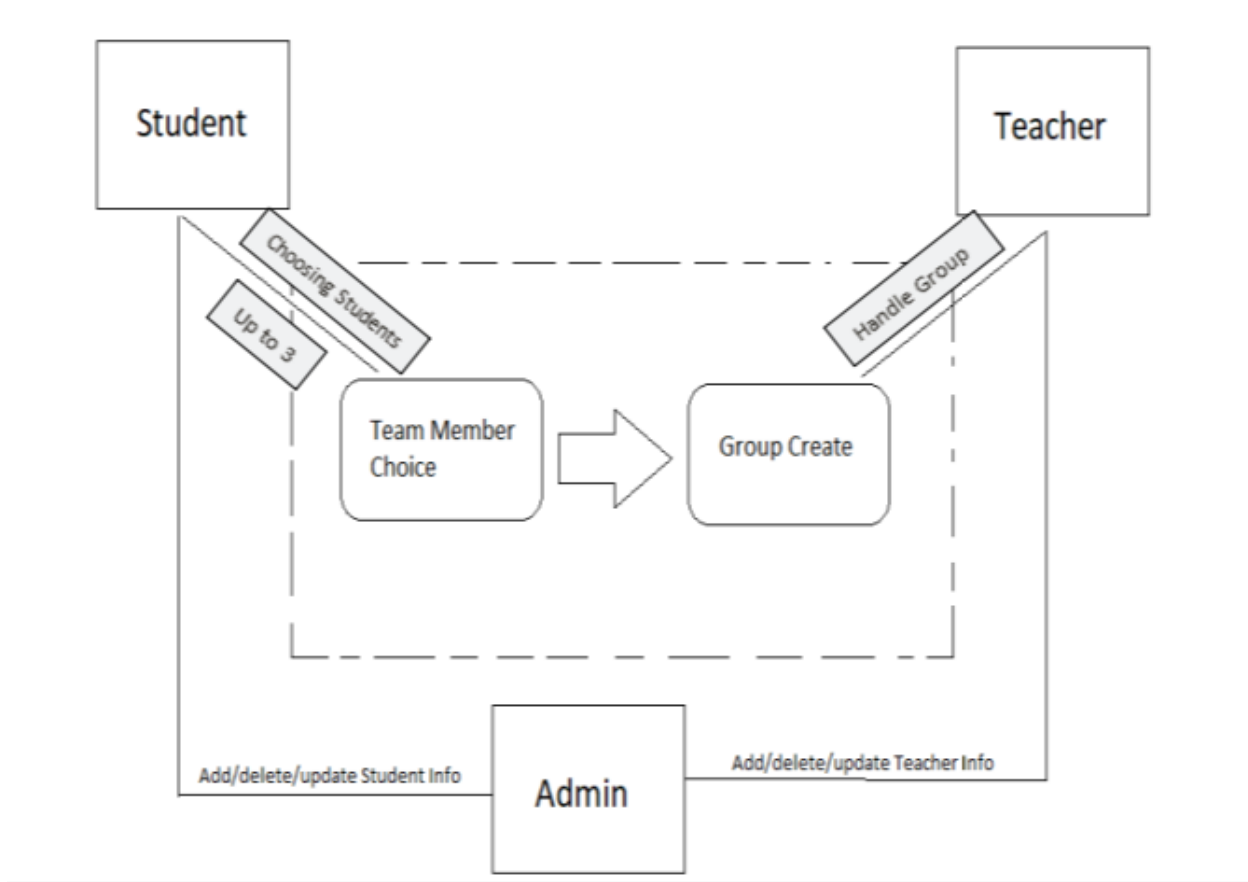 Student
Teacher
Choosing Students
Handle Group
Up to 3
Team Member
Choice
Group Create
Add/delete/update Student Info
Add/delete/update Teacher Info
Admin